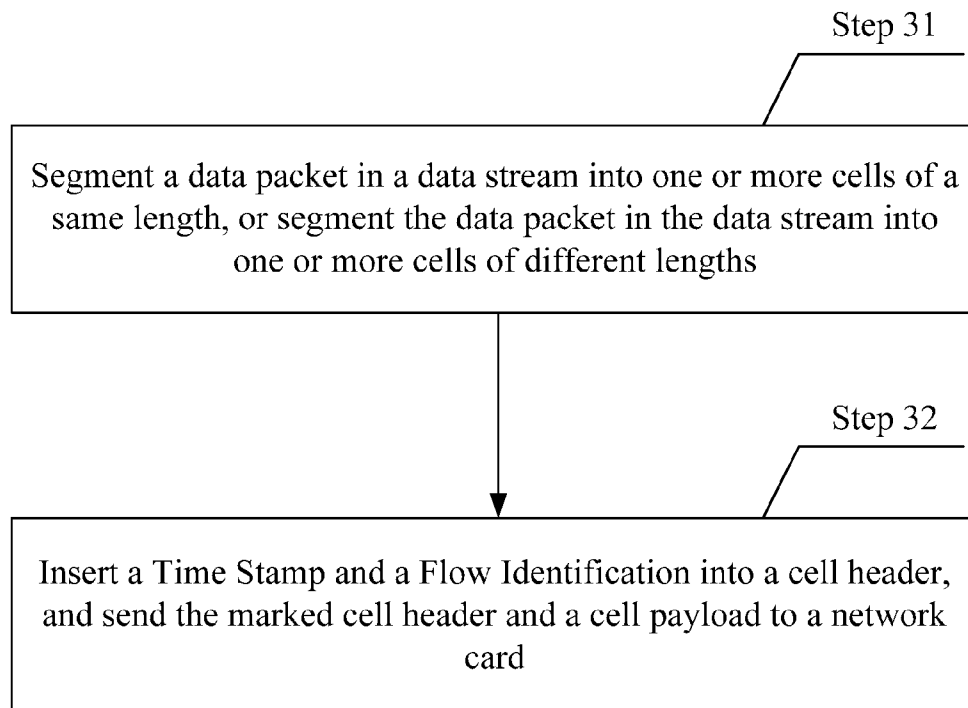 Step 31
Segment a data packet in a data stream into one or more cells of a
same length, or segment the data packet in the data stream into
one or more cells of different lengths
Step 32
Insert a Time Stamp and a Flow Identification into a cell header,
and send the marked cell header and a cell payload to a network
card